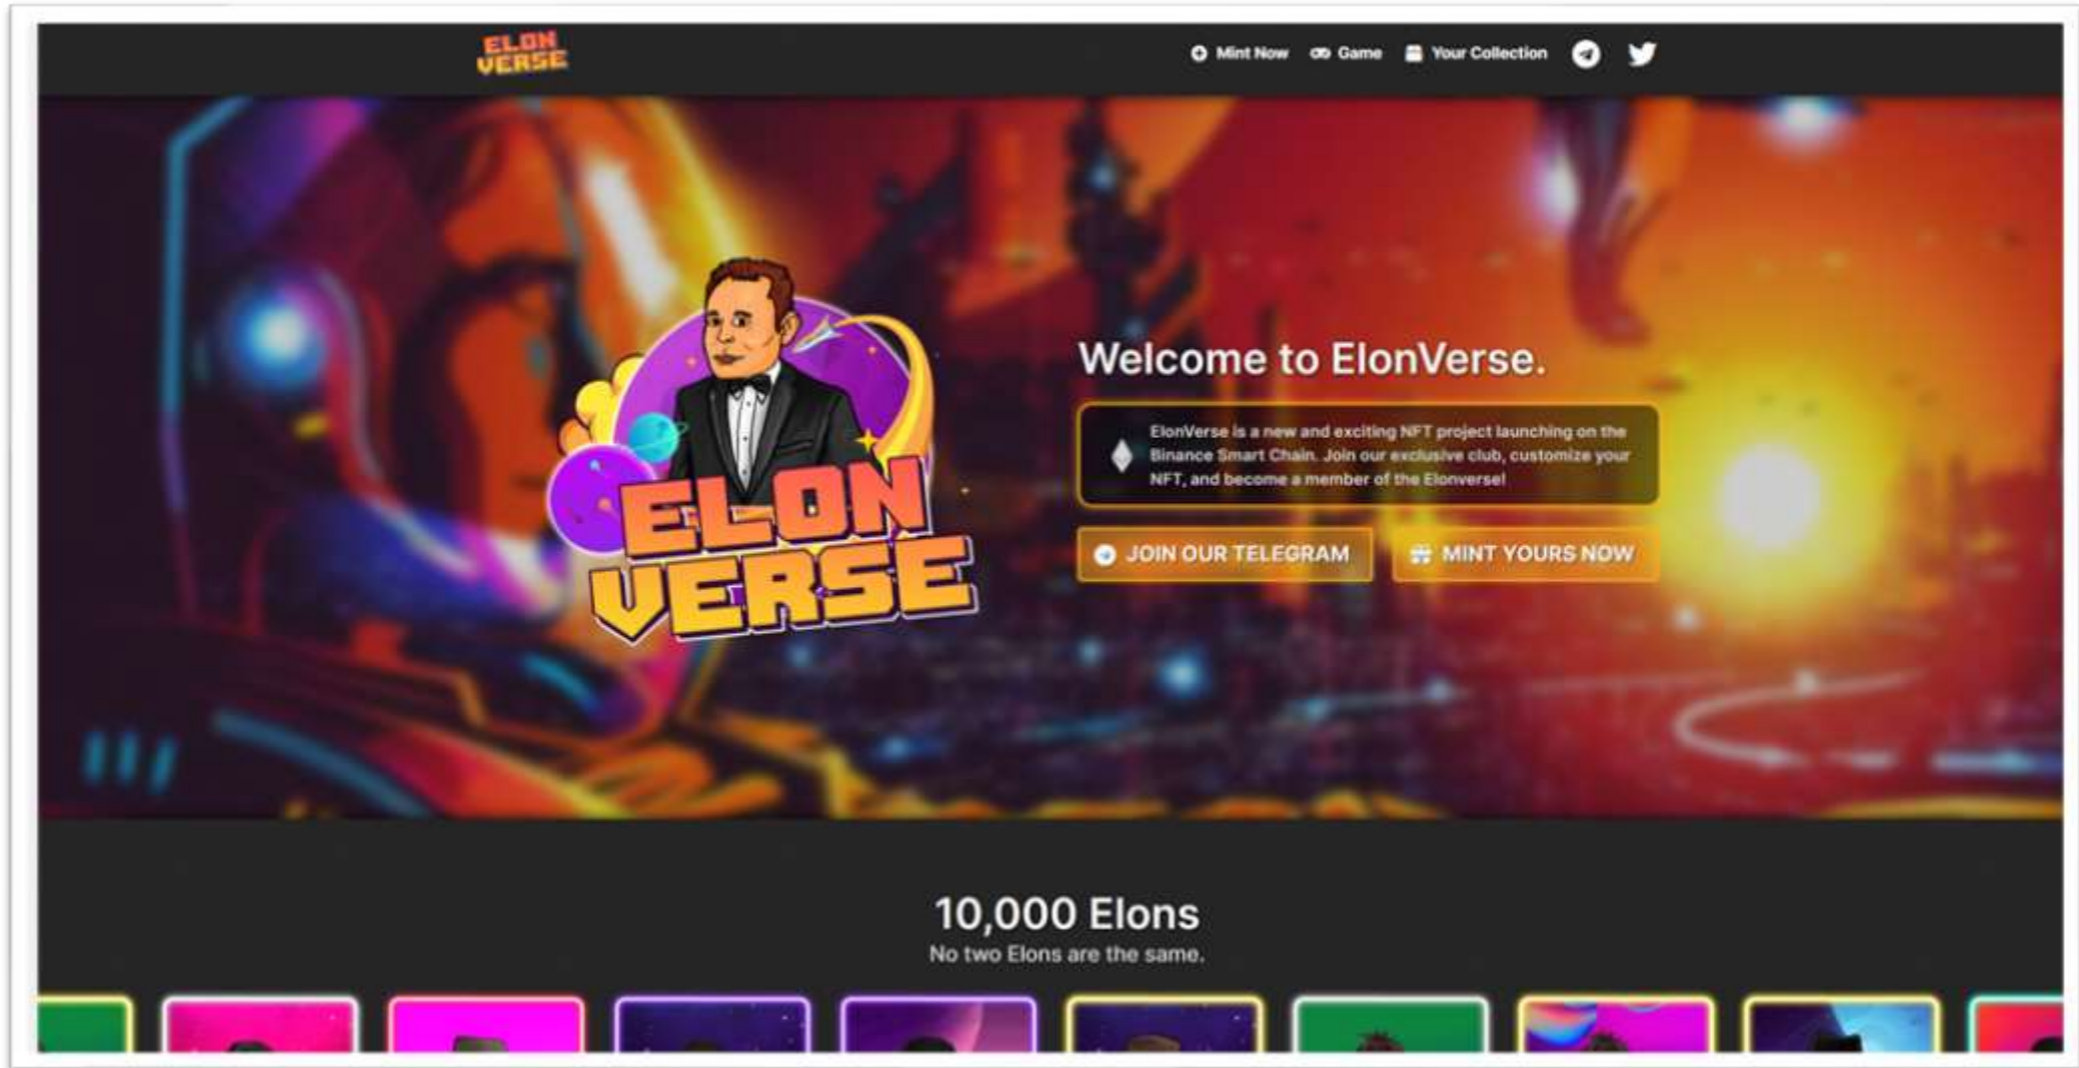 ELON
VERSE
Mint Now
Game
Your Collection
ELON
VERSE
Welcome to ElonVerse.
ElonVerse is a new and exciting NFT project launching on the
Binance Smart Chain. Join our exclusive club, customize your
NFT, and become a member of the Elonverse!
JOIN OUR TELEGRAM
MINT YOURS NOW
10,000 Elons
No two Elons are the same.